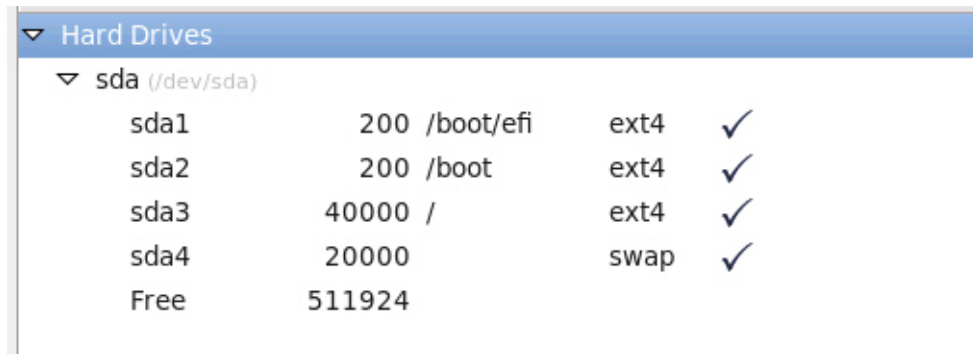 Hard Drives
sda (/dev/sda)
sda1 200 /boot/efi ext4
sda2 200 /boot ext4
sda3 40000 / ext4
sda4 20000 swap
Free 511924